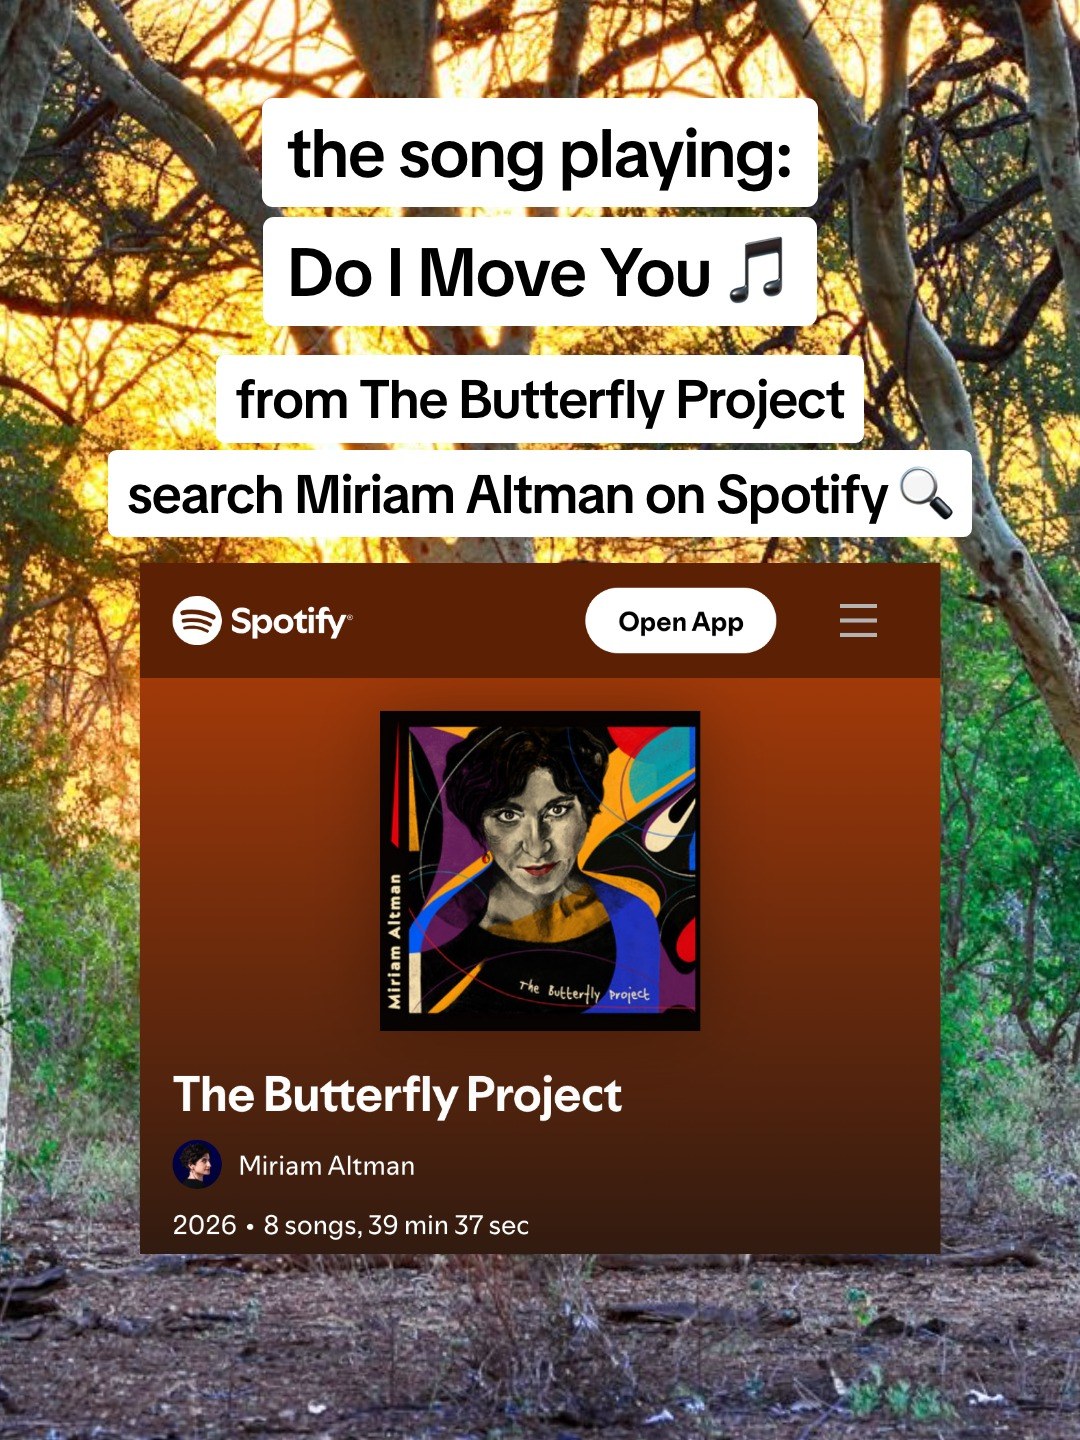 the song playing:
Do I Move You 🎵
from The Butterfly Project
search Miriam Altman on Spotify 🔍
Spotify®
Open App
Miriam Altman
The Butterfly Project
The Butterfly Project
Miriam Altman
2026 • 8 songs, 39 min 37 sec